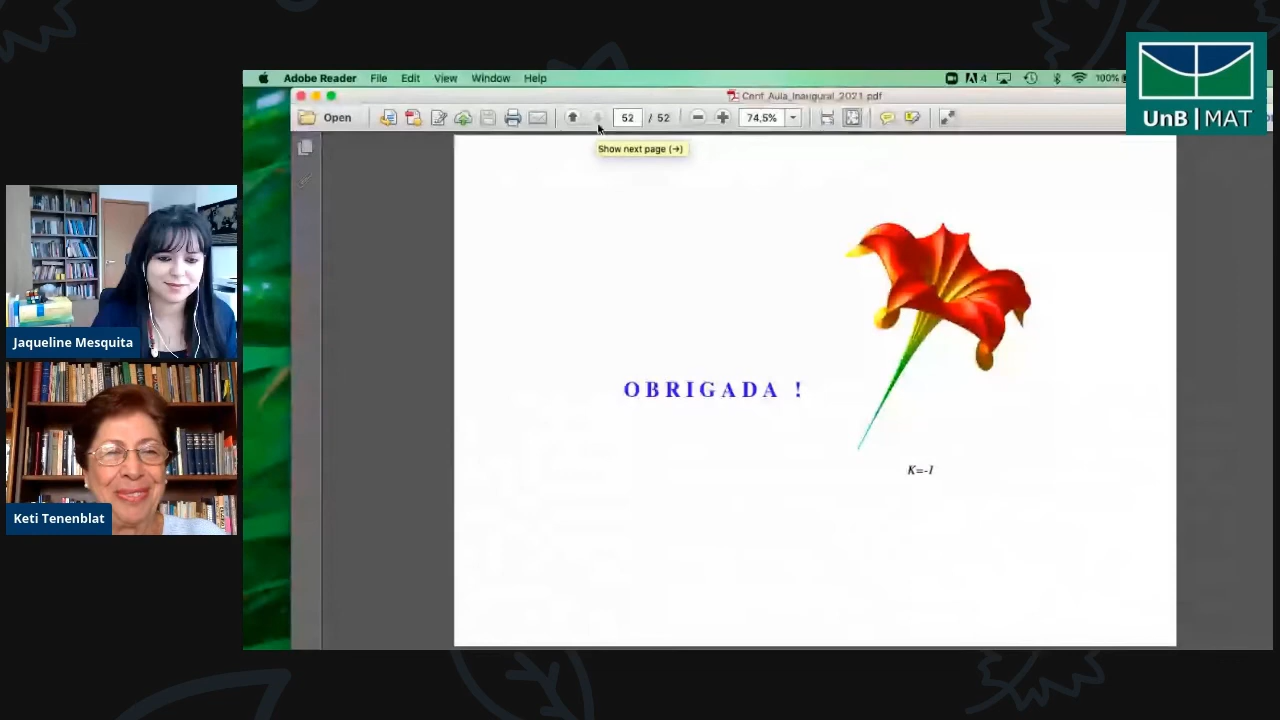 Adobe Reader File Edit View Window Help
4 100%
Conf_Aula_Inaugural_2021.pdf
Open 52 / 52 74,5%
Show next page (→)
UnB | MAT
Jaqueline Mesquita
Keti Tenenblat
OBRIGADA !
K=-1